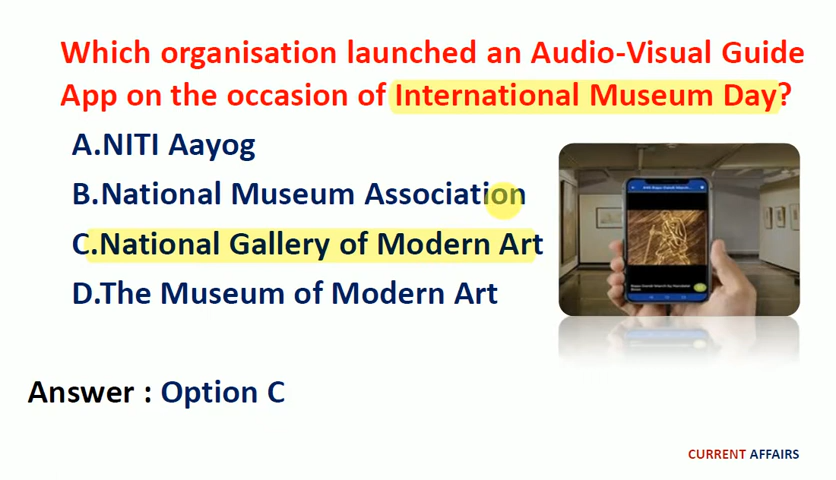 Which organisation launched an Audio-Visual Guide
App on the occasion of International Museum Day?
A.NITI Aayog
B.National Museum Association
C.National Gallery of Modern Art
D.The Museum of Modern Art
Answer : Option C
CURRENT AFFAIRS